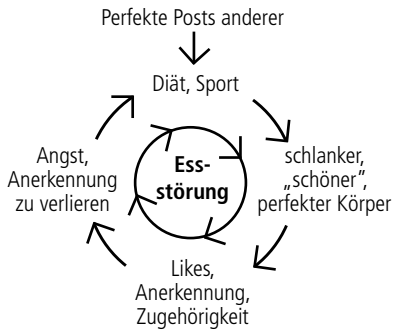 Perfekte Posts anderer
Diät, Sport
schlanker,
„schöner“,
perfekter Körper
Likes,
Anerkennung,
Zugehörigkeit
Angst,
Anerkennung
zu verlieren
Ess-
störung